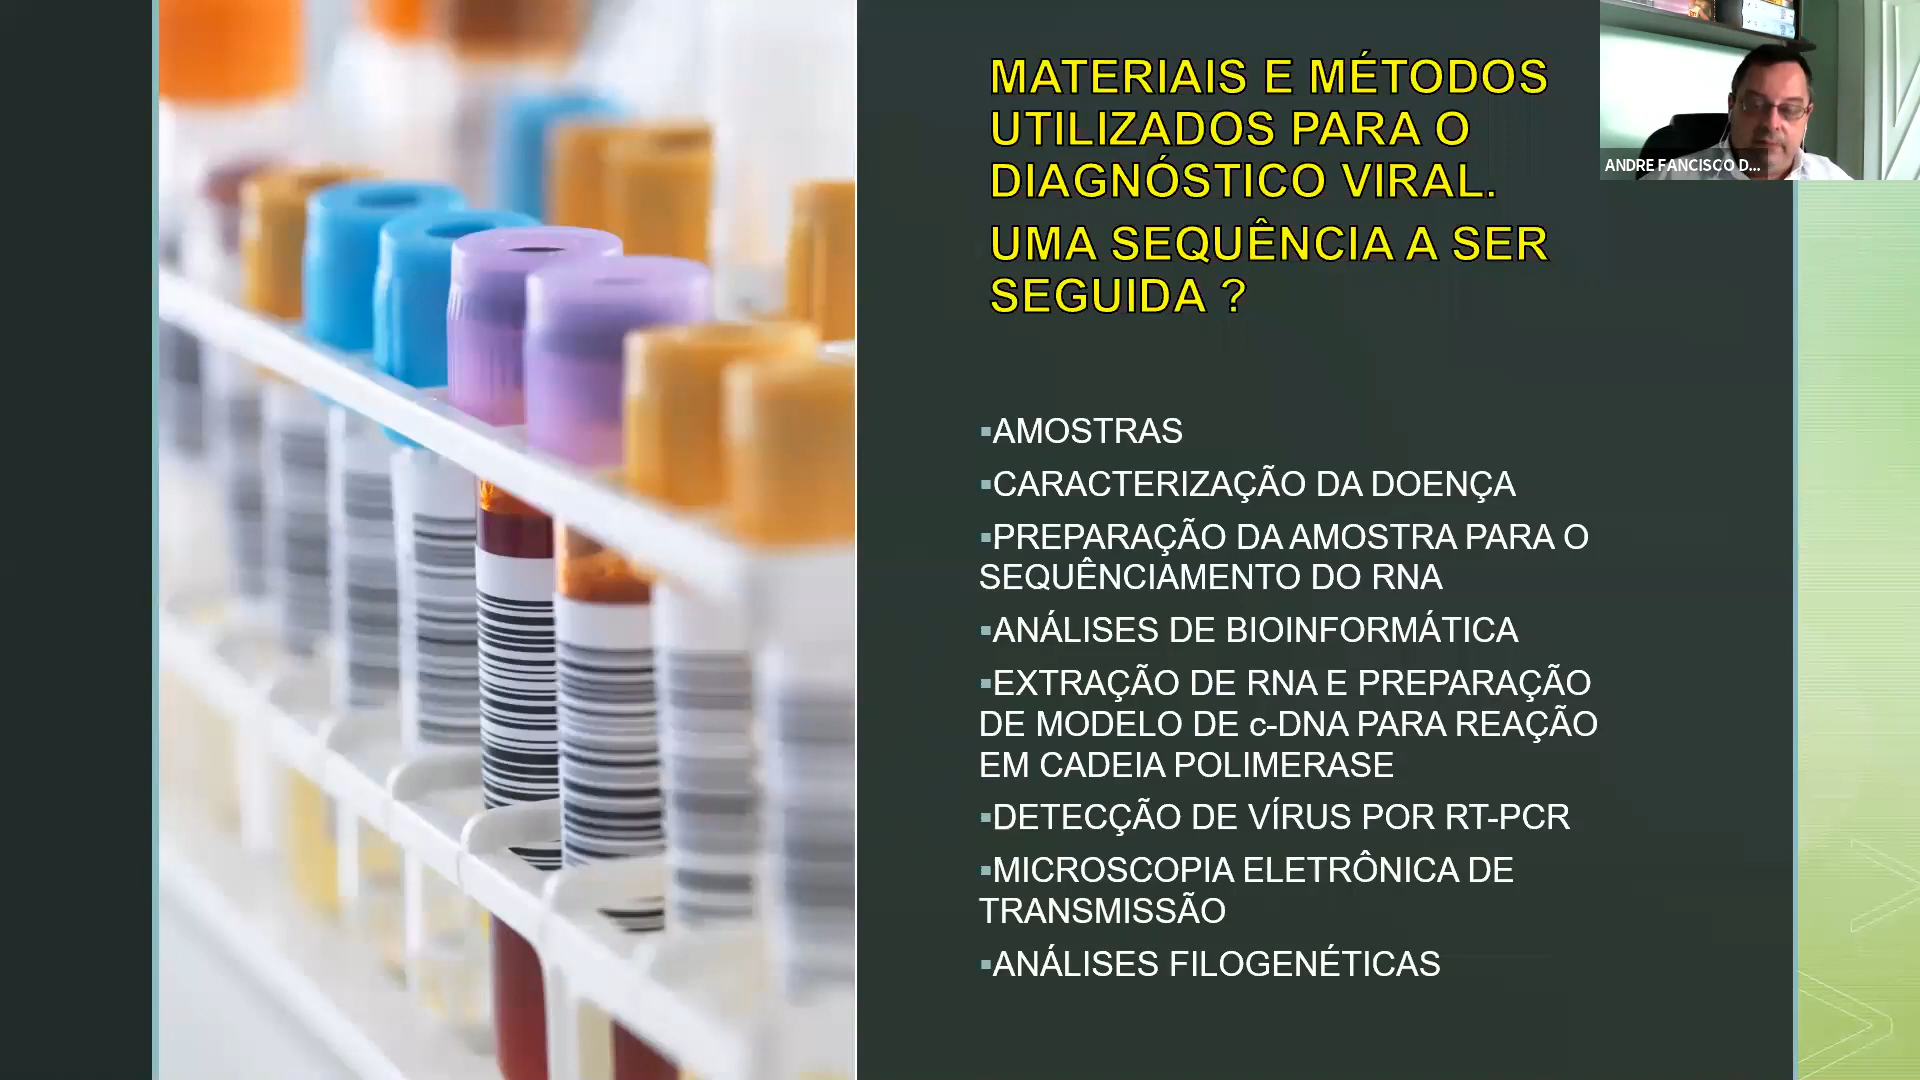 MATERIAIS E MÉTODOS
UTILIZADOS PARA O
DIAGNÓSTICO VIRAL.
UMA SEQUÊNCIA A SER
SEGUIDA ?
ANDRE FANCISCO D...
▪AMOSTRAS
▪CARACTERIZAÇÃO DA DOENÇA
▪PREPARAÇÃO DA AMOSTRA PARA O
SEQUÊNCIAMENTO DO RNA
▪ANÁLISES DE BIOINFORMÁTICA
▪EXTRAÇÃO DE RNA E PREPARAÇÃO
DE MODELO DE c-DNA PARA REAÇÃO
EM CADEIA POLIMERASE
▪DETECÇÃO DE VÍRUS POR RT-PCR
▪MICROSCOPIA ELETRÔNICA DE
TRANSMISSÃO
▪ANÁLISES FILOGENÉTICAS